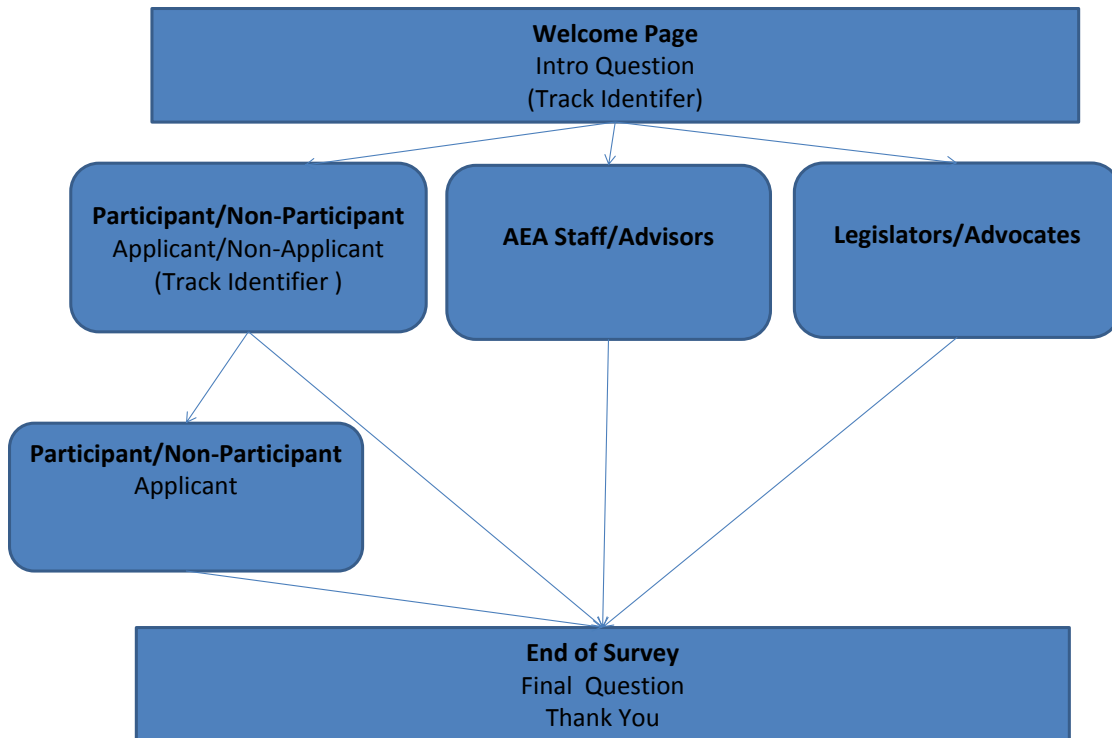 Welcome Page
Intro Question
(Track Identifer)
Participant/Non-Participant
Applicant/Non-Applicant
(Track Identifier )
AEA Staff/Advisors
Legislators/Advocates
Participant/Non-Participant
Applicant
End of Survey
Final  Question
Thank You